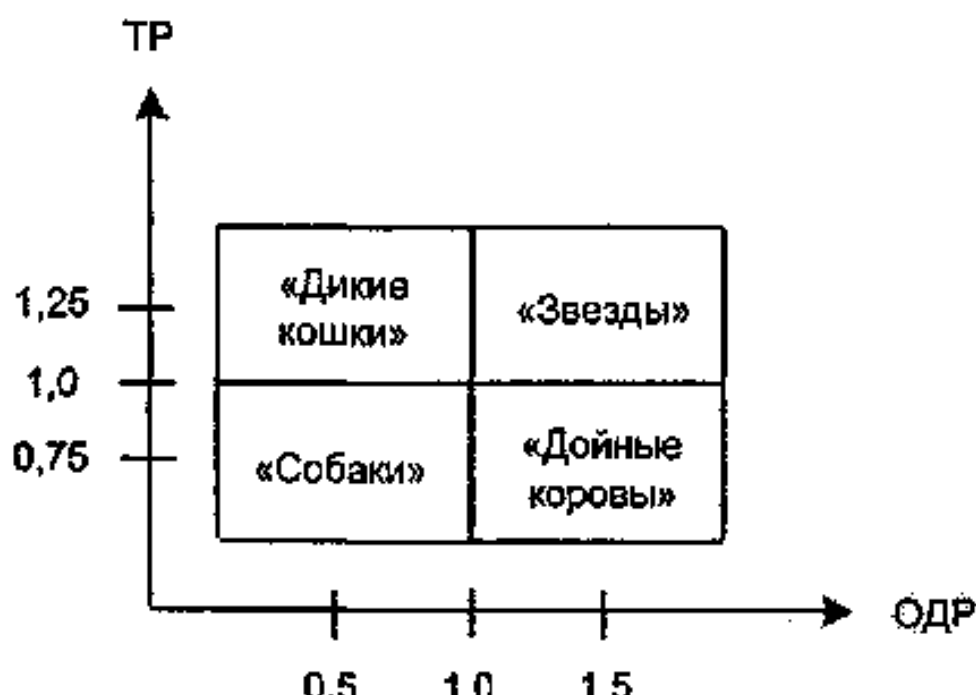 ТР
«Дикие
кошки»
«Звезды»
1,25
1,0
0,75
«Собаки»
«Дойные
коровы»
ОДР
0,5
1,0
1,5